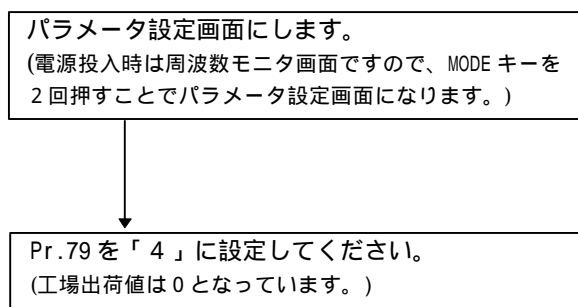 パラメータ設定画面にします。
(電源投入時は周波数モニタ画面ですので、MODE キーを
２回押すことでパラメータ設定画面になります。)
Pr.79 を「４」に設定してください。
(工場出荷値は０となっています。)